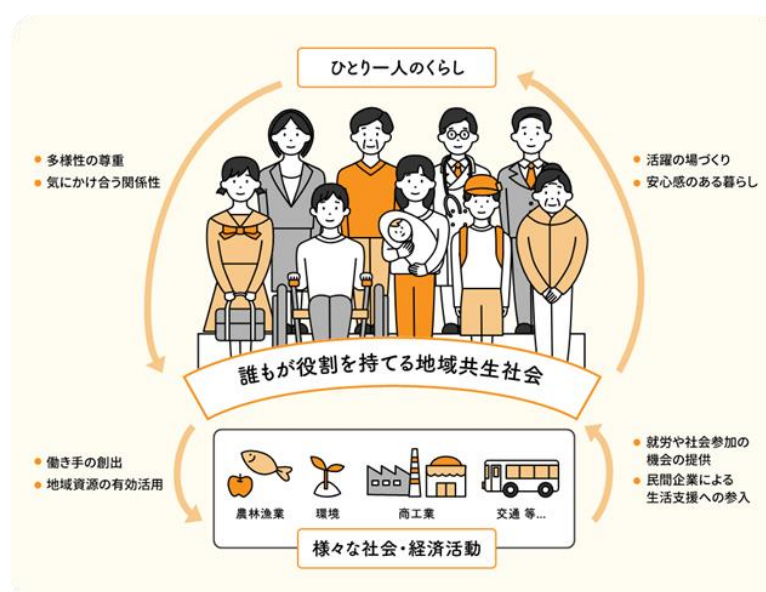 ひとり一人のくらし
多様性の尊重
気にかけ合う関係性
活躍の場づくり
安心感のある暮らし
誰もが役割を持てる地域共生社会
働き手の創出
地域資源の有効活用
就労や社会参加の
機会の提供
民間企業による
生活支援への参入
農林漁業
環境
商工業
交通 等...
様々な社会・経済活動